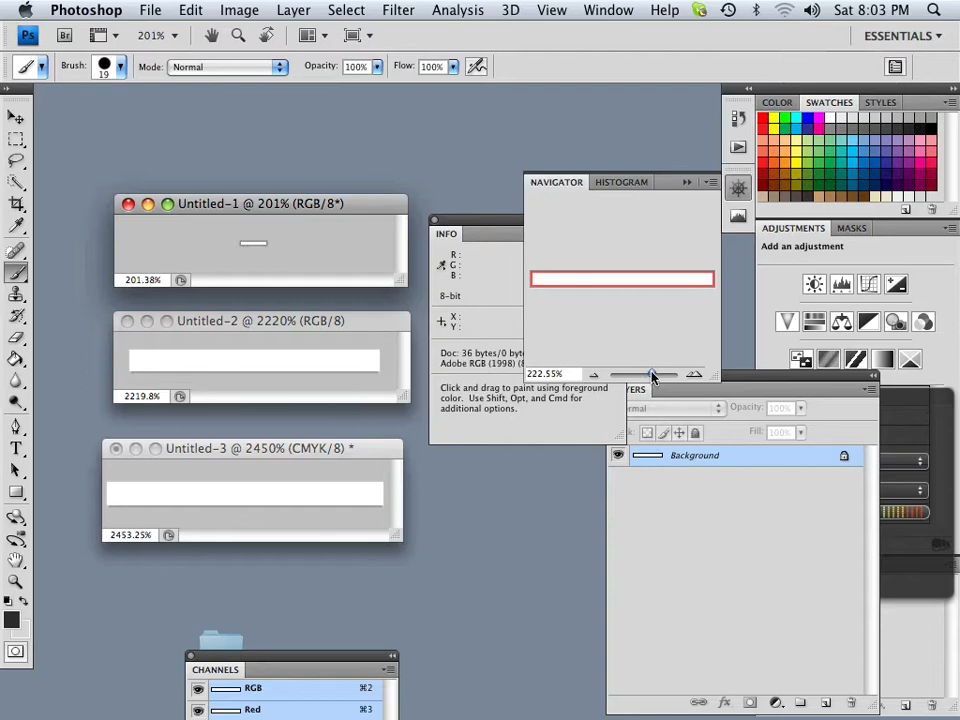 Photoshop File Edit Image Layer Select Filter Analysis 3D View Window Help Sat 8:03 PM
Ps Br 201% ESSENTIALS
Brush: 19 Mode: Normal Opacity: 100% Flow: 100%
COLOR SWATCHES STYLES
NAVIGATOR HISTOGRAM
Untitled-1 @ 201% (RGB/8*)
201.38%
INFO
R :
G :
B :
8-bit
X :
Y :
Doc: 36 bytes/0 byt
Adobe RGB (1998) (8
Click and drag to paint using foreground
color. Use Shift, Opt, and Cmd for
additional options.
222.55%
ADJUSTMENTS MASKS
Add an adjustment
Untitled-2 @ 2220% (RGB/8)
2219.8%
YERS
rmal Opacity: 100%
k: Fill: 100%
Background
Untitled-3 @ 2450% (CMYK/8) *
2453.25%
CHANNELS
RGB ⌘2
Red ⌘3